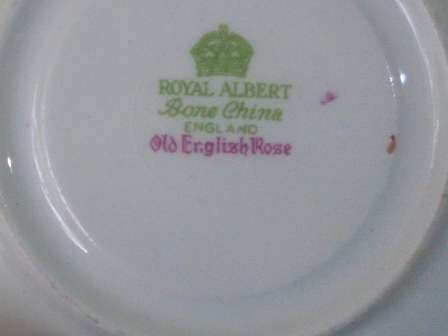 ROYAL ALBERT
Bone China
ENGLAND
Old English Rose